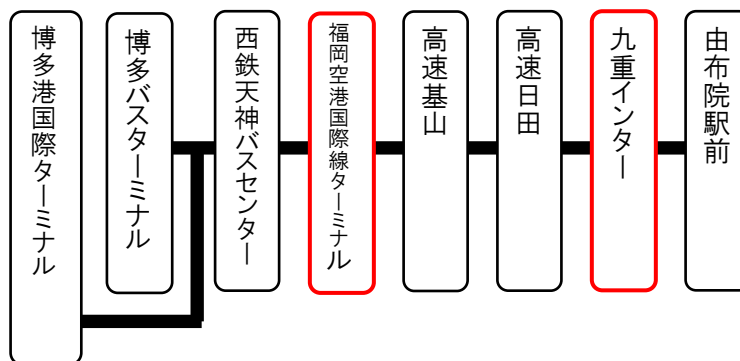 博多港国際ターミナル
博多バスターミナル
西鉄天神バスセンター
福岡空港国際線ターミナル
高速基山
高速日田
九重インター
由布院駅前